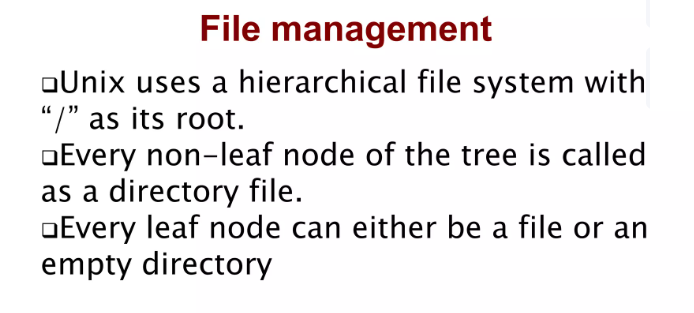 File management
❑Unix uses a hierarchical file system with
“/” as its root.
❑Every non-leaf node of the tree is called
as a directory file.
❑Every leaf node can either be a file or an
empty directory